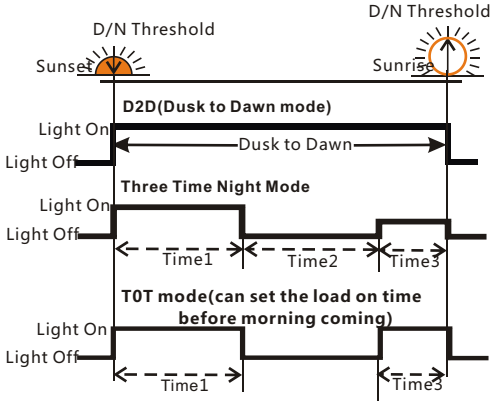 D/N Threshold
D/N Threshold
Sunset
Sunrise
D2D(Dusk to Dawn mode)
Light On
Dusk to Dawn
Light Off
Three Time Night Mode
Light On
Light Off
Time1
Time2
Time3
T0T mode(can set the load on time
before morning coming)
Light On
Light Off
Time1
Time3